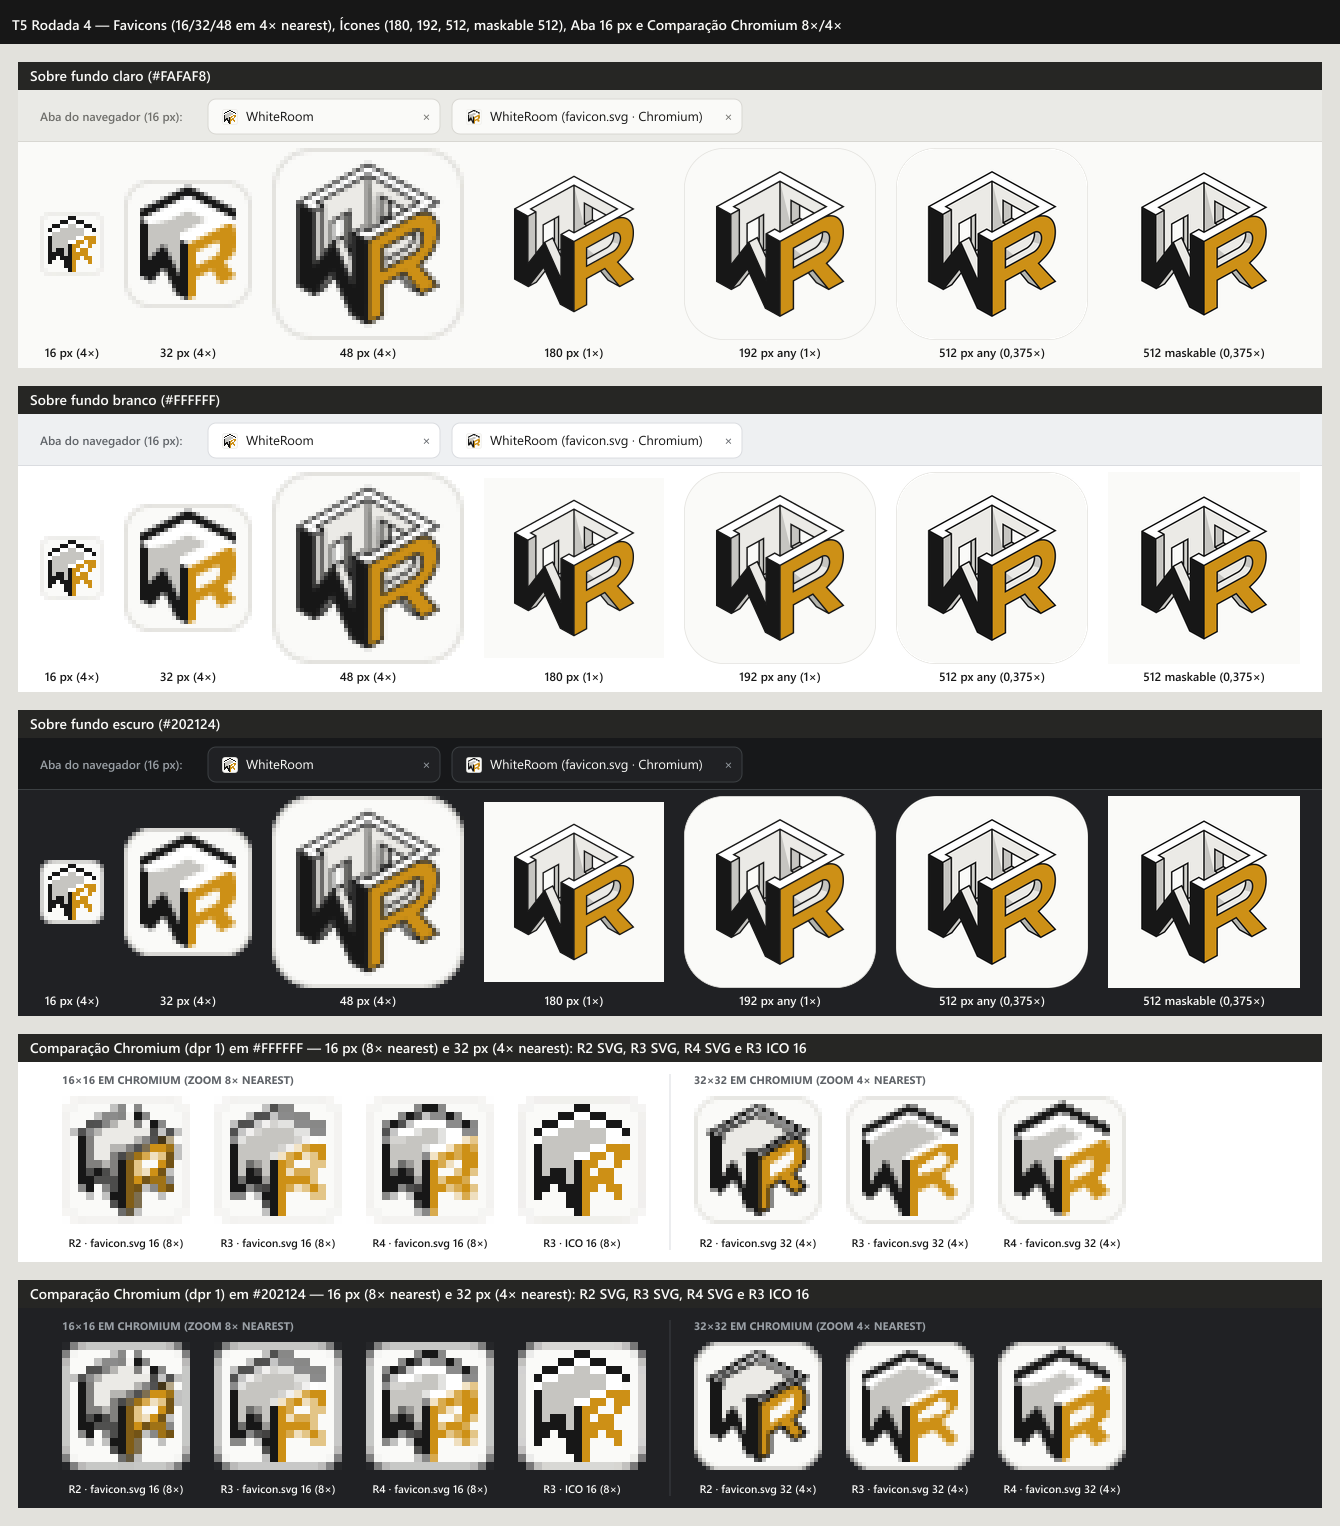 T5 Rodada 4 — Favicons (16/32/48 em 4× nearest), Ícones (180, 192, 512, maskable 512), Aba 16 px e Comparação Chromium 8×/4×
Sobre fundo claro (#FAFAF8)
Aba do navegador (16 px): WhiteRoom × WhiteRoom (favicon.svg · Chromium) ×
16 px (4×) 32 px (4×) 48 px (4×) 180 px (1×) 192 px any (1×) 512 px any (0,375×) 512 maskable (0,375×)
Sobre fundo branco (#FFFFFF)
Aba do navegador (16 px): WhiteRoom × WhiteRoom (favicon.svg · Chromium) ×
16 px (4×) 32 px (4×) 48 px (4×) 180 px (1×) 192 px any (1×) 512 px any (0,375×) 512 maskable (0,375×)
Sobre fundo escuro (#202124)
Aba do navegador (16 px): WhiteRoom × WhiteRoom (favicon.svg · Chromium) ×
16 px (4×) 32 px (4×) 48 px (4×) 180 px (1×) 192 px any (1×) 512 px any (0,375×) 512 maskable (0,375×)
Comparação Chromium (dpr 1) em #FFFFFF — 16 px (8× nearest) e 32 px (4× nearest): R2 SVG, R3 SVG, R4 SVG e R3 ICO 16
16×16 EM CHROMIUM (ZOOM 8× NEAREST) 32×32 EM CHROMIUM (ZOOM 4× NEAREST)
R2 · favicon.svg 16 (8×) R3 · favicon.svg 16 (8×) R4 · favicon.svg 16 (8×) R3 · ICO 16 (8×) R2 · favicon.svg 32 (4×) R3 · favicon.svg 32 (4×) R4 · favicon.svg 32 (4×)
Comparação Chromium (dpr 1) em #202124 — 16 px (8× nearest) e 32 px (4× nearest): R2 SVG, R3 SVG, R4 SVG e R3 ICO 16
16×16 EM CHROMIUM (ZOOM 8× NEAREST) 32×32 EM CHROMIUM (ZOOM 4× NEAREST)
R2 · favicon.svg 16 (8×) R3 · favicon.svg 16 (8×) R4 · favicon.svg 16 (8×) R3 · ICO 16 (8×) R2 · favicon.svg 32 (4×) R3 · favicon.svg 32 (4×) R4 · favicon.svg 32 (4×)